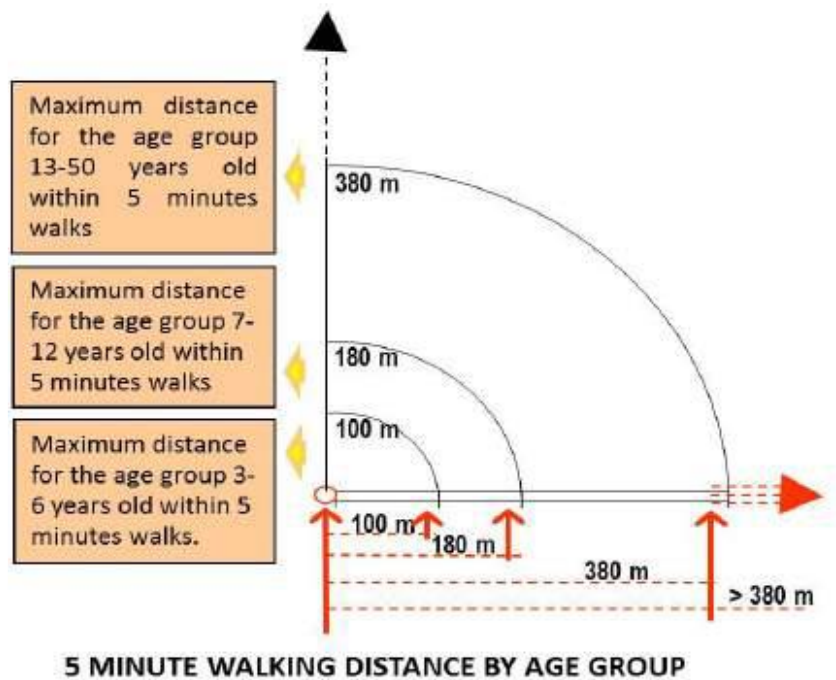 Maximum distance
for the age group
13-50 years old
within 5 minutes
walks
380 m
Maximum distance
for the age group 7-
12 years old within
5 minutes walks
180 m
100 m
Maximum distance
for the age group 3-
6 years old within 5
minutes walks.
100 m
180 m
380 m
> 380 m
5 MINUTE WALKING DISTANCE BY AGE GROUP